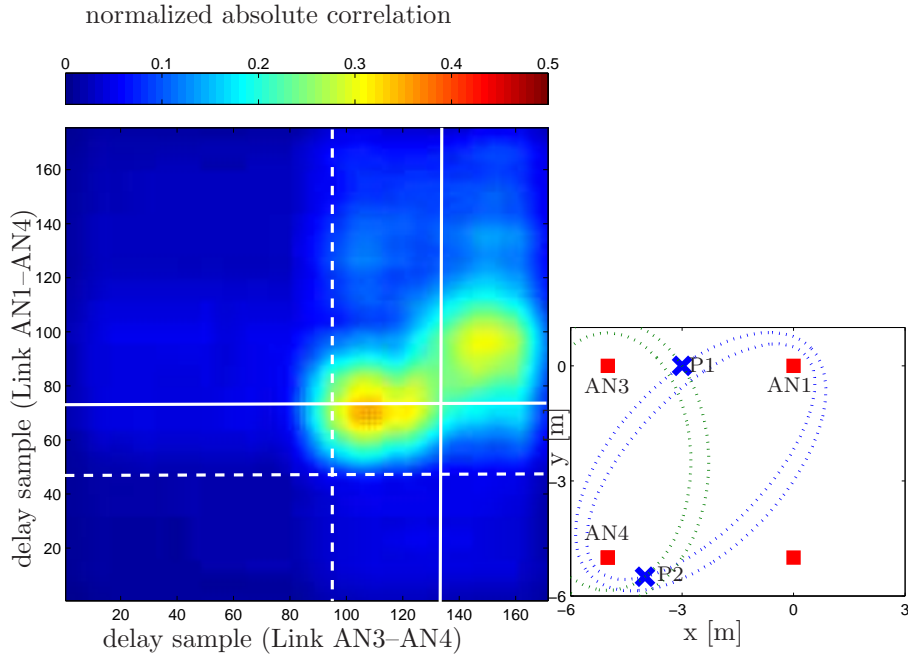 normalized absolute correlation
0 0.1 0.2 0.3 0.4 0.5
delay sample (Link AN1–AN4)
160
140
120
100
80
60
40
20
20 40 60 80 100 120 140 160
delay sample (Link AN3–AN4)
y [m]
0
−3
−6
−6 −3 0 3
x [m]
P1
AN3
AN1
AN4
P2